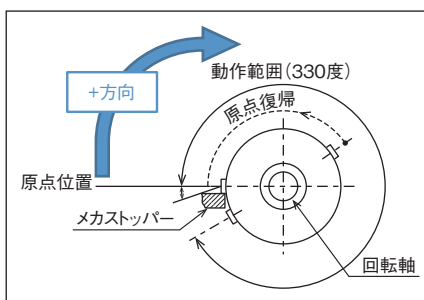 動作範囲(330度)
+方向
原点復帰
原点位置
メカストッパー
回転軸